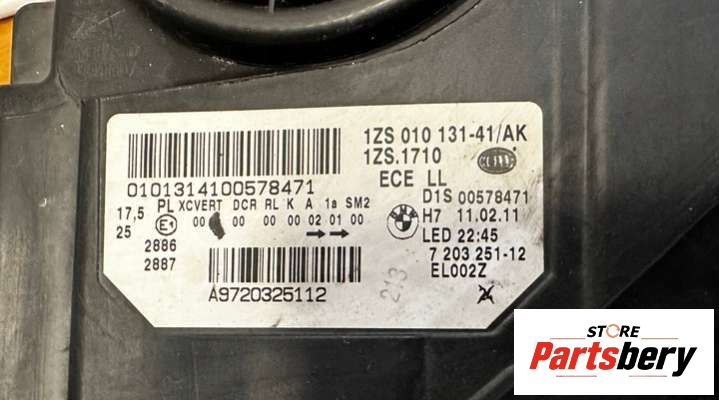 1ZS 010 131-41/AK
1ZS.1710
ECE LL
0101314100578471
D1S 00578471
17,5 PL XCVERT DCR RL K A 1a SM2
25 E1 00 00 00 00 02 01 00
H7 11.02.11
2886
LED 22:45
2887
7 203 251-12
EL002Z
A9720325112
213
STORE
Partsbery